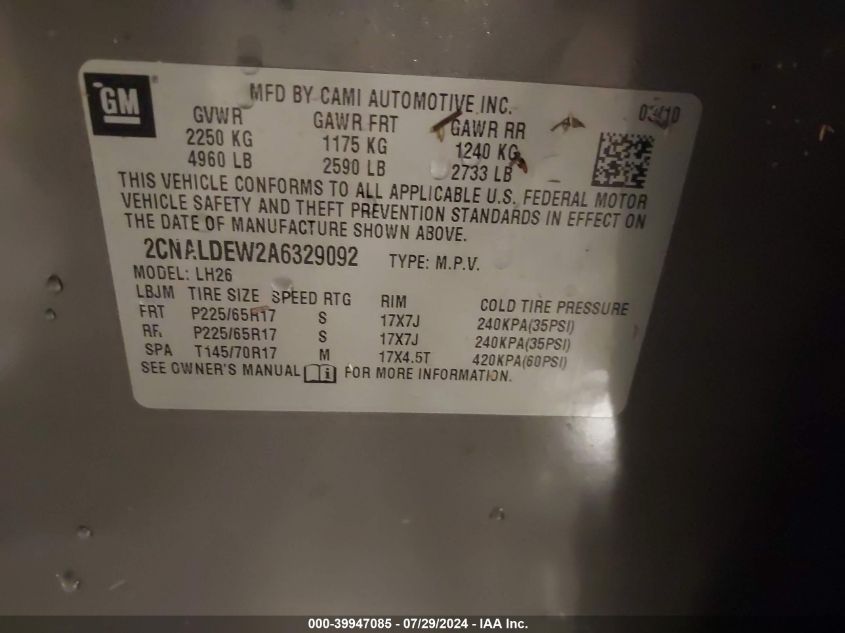 GM ®
MFD BY CAMI AUTOMOTIVE INC.
GVWR GAWR FRT GAWR RR
2250 KG 1175 KG 1240 KG
4960 LB 2590 LB 2733 LB
THIS VEHICLE CONFORMS TO ALL APPLICABLE U.S. FEDERAL MOTOR
VEHICLE SAFETY AND THEFT PREVENTION STANDARDS IN EFFECT ON
THE DATE OF MANUFACTURE SHOWN ABOVE.
2CNALDEW2A6329092 TYPE: M.P.V.
MODEL: LH26
LBJM TIRE SIZE SPEED RTG RIM COLD TIRE PRESSURE
FRT P225/65R17 S 17X7J 240KPA(35PSI)
RR P225/65R17 S 17X7J 240KPA(35PSI)
SPA T145/70R17 M 17X4.5T 420KPA(60PSI)
SEE OWNER'S MANUAL i FOR MORE INFORMATION.
000-39947085 - 07/29/2024 - IAA Inc.